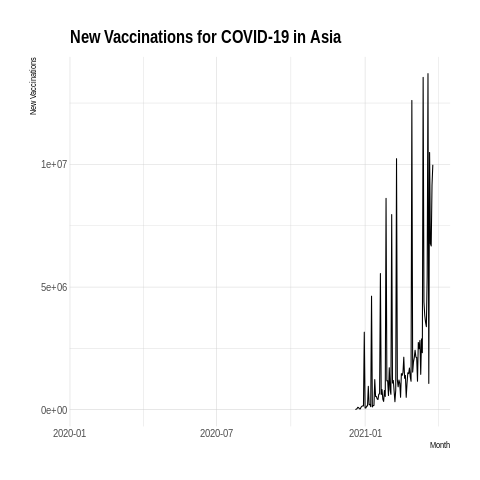 New Vaccinations for COVID-19 in Asia
New Vaccinations
1e+07
5e+06
0e+00
2020-01
2020-07
2021-01
Month